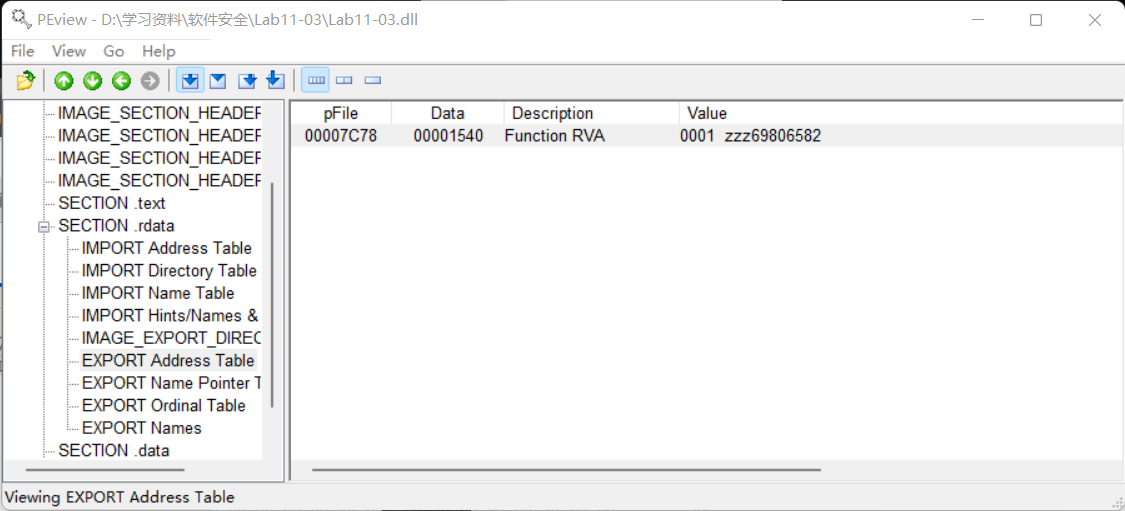 PEview - D:\学习资料\软件安全\Lab11-03\Lab11-03.dll
File View Go Help
IMAGE_SECTION_HEADER
IMAGE_SECTION_HEADER
IMAGE_SECTION_HEADER
IMAGE_SECTION_HEADER
SECTION .text
SECTION .rdata
IMPORT Address Table
IMPORT Directory Table
IMPORT Name Table
IMPORT Hints/Names &
IMAGE_EXPORT_DIREC
EXPORT Address Table
EXPORT Name Pointer T
EXPORT Ordinal Table
EXPORT Names
SECTION .data
pFile Data Description Value
00007C78 00001540 Function RVA 0001 zzz69806582
Viewing EXPORT Address Table